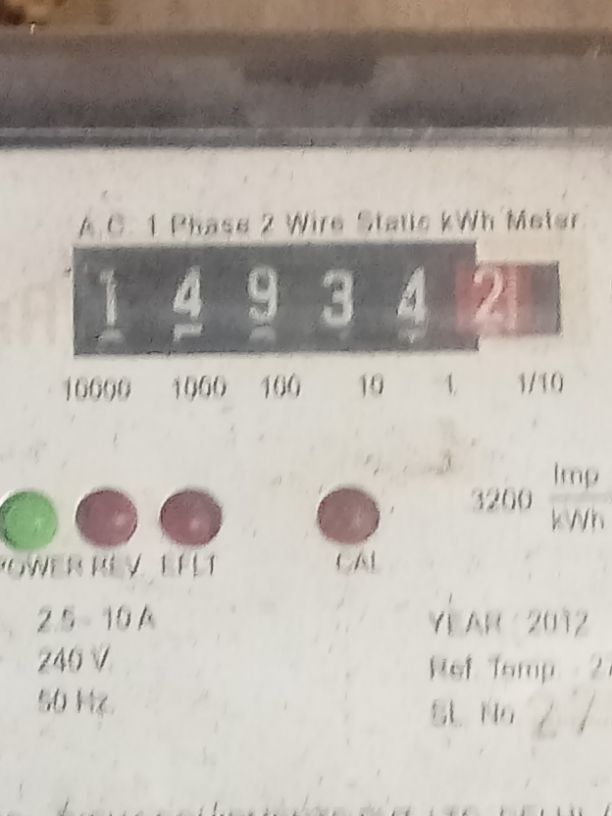 A.C. 1 Phase 2 Wire Static kWh Meter
1 4 9 3 4 2
10000 1000 100 10 1 1/10
3200 Imp
kWh
POWER REV. EFLT CAL
2.5 - 10 A
240 V.
50 Hz.
YEAR : 2012
Ref. Temp 27
SL. No 27